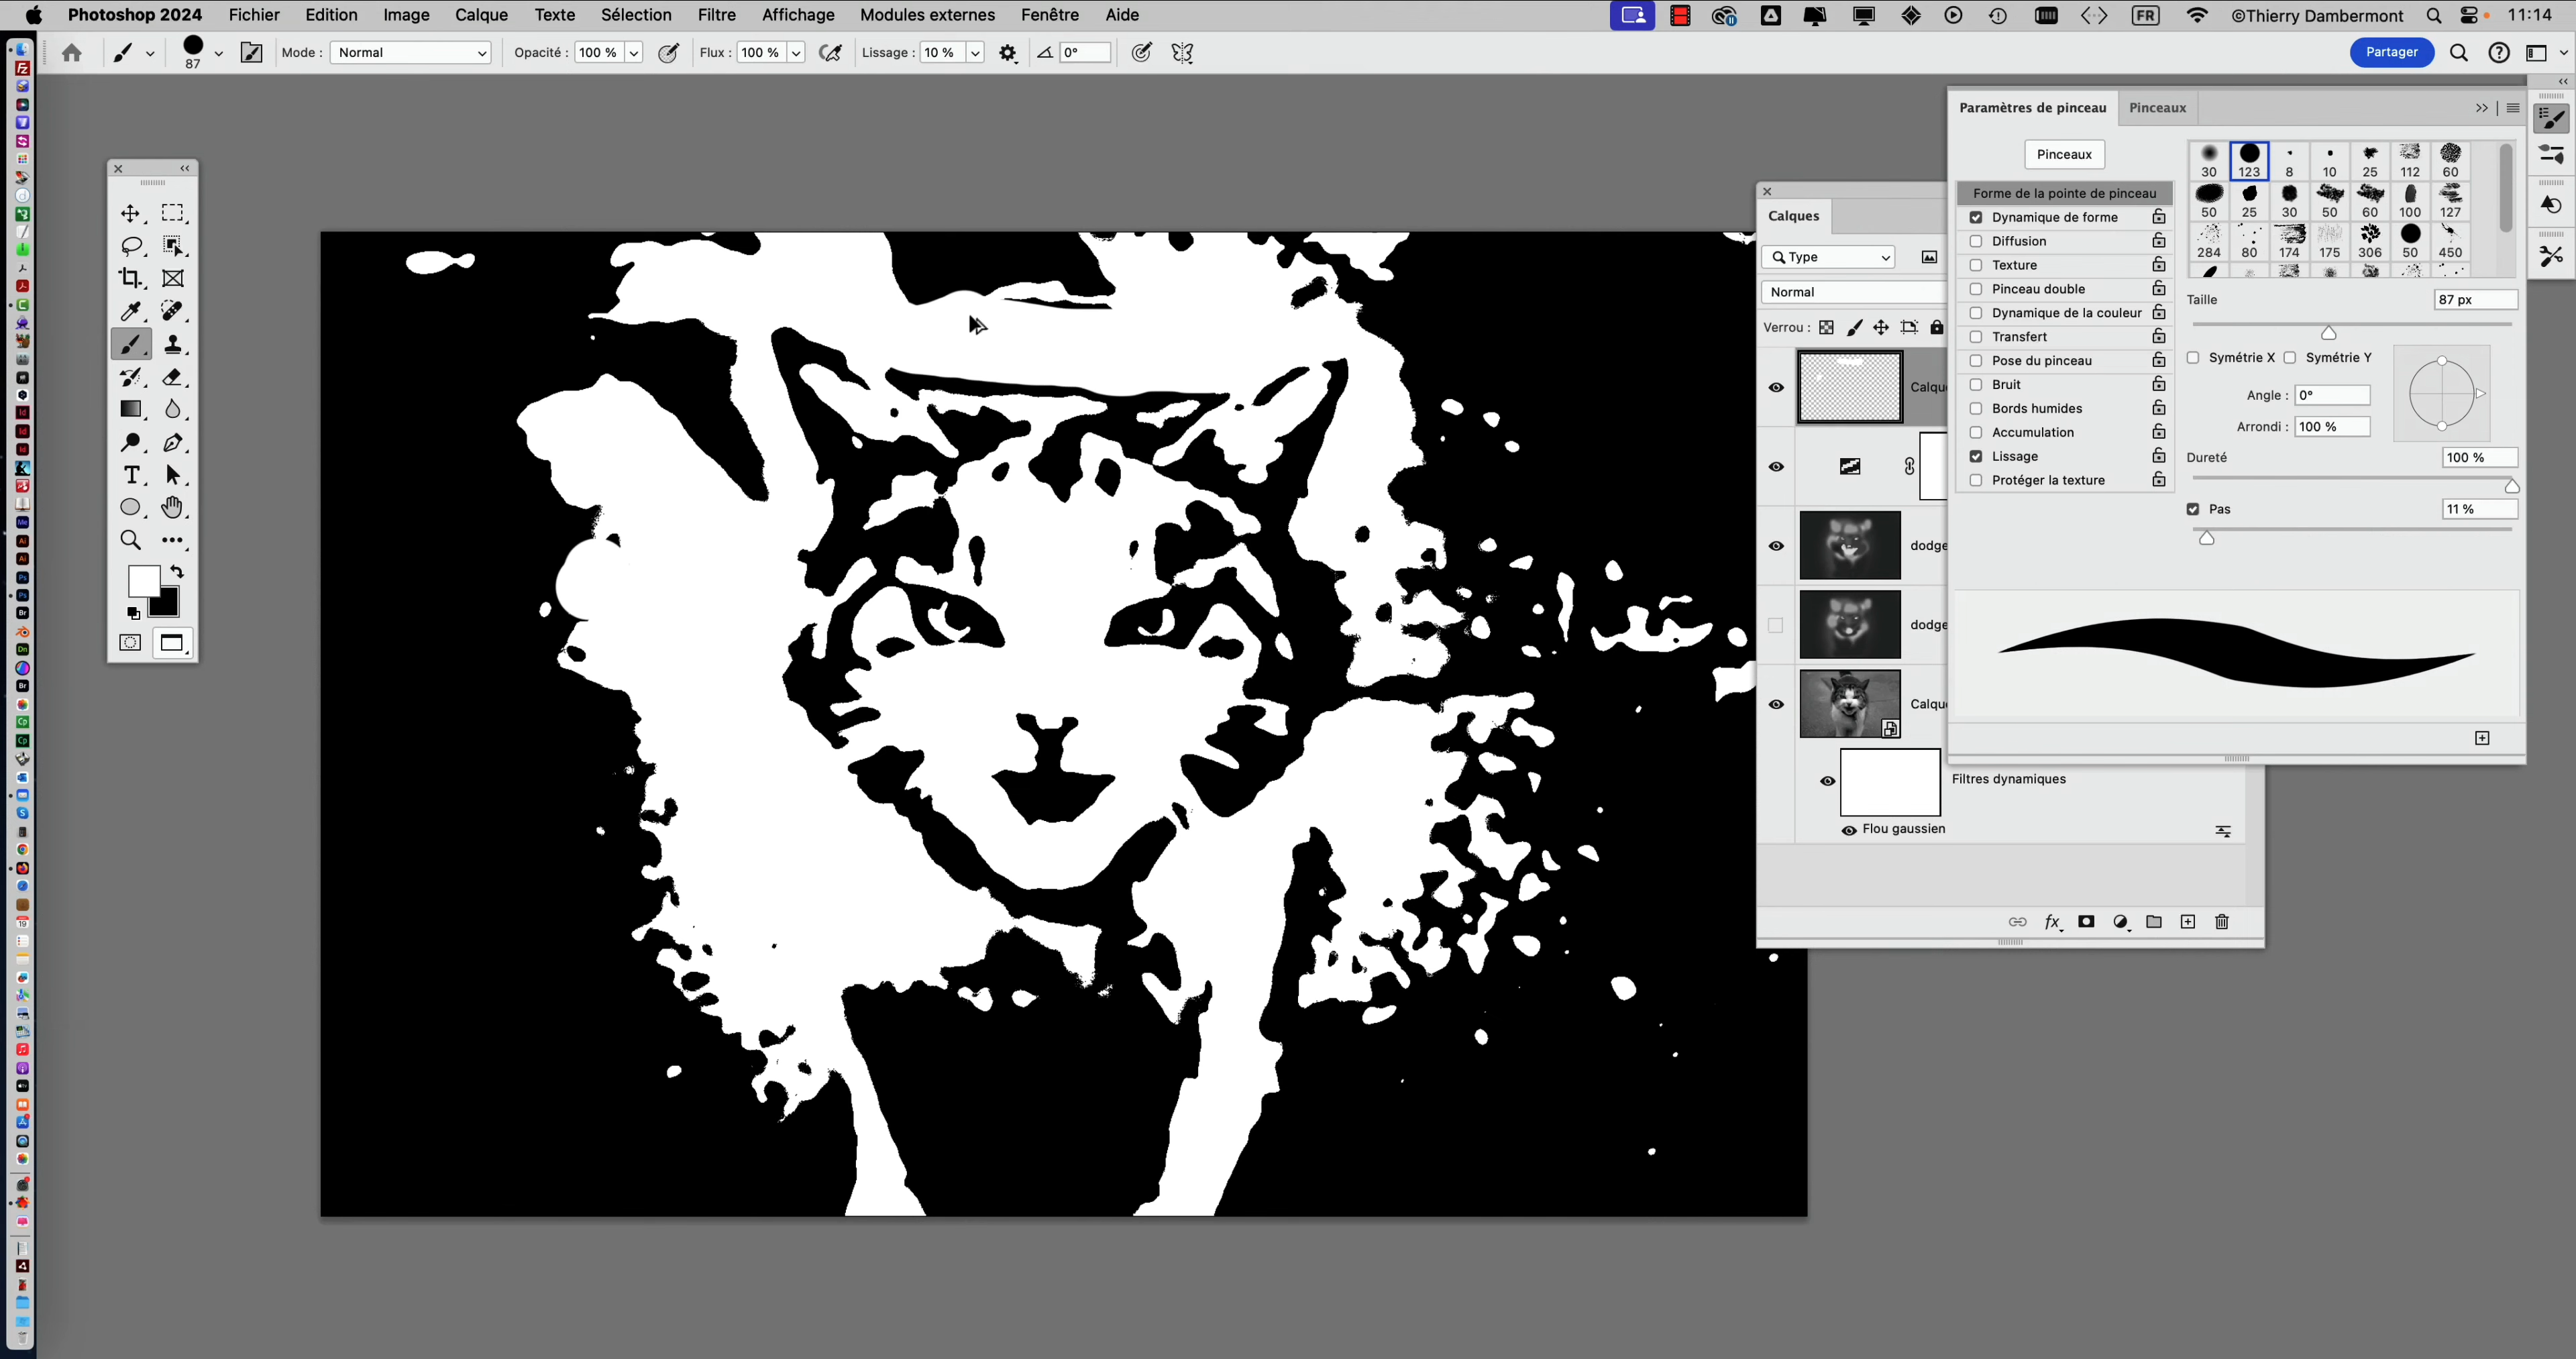 Photoshop 2024 Fichier Edition Image Calque Texte Sélection Filtre Affichage Modules externes Fenêtre Aide FR ©Thierry Dambermont 11:14
87 Mode : Normal Opacité : 100 % Flux : 100 % Lissage : 10 % 0° Partager
Paramètres de pinceau Pinceaux
Pinceaux
30 123 8 10 25 112 60
50 25 30 50 60 100 127
284 80 174 175 306 50 450
Forme de la pointe de pinceau
Dynamique de forme
Diffusion
Texture
Pinceau double
Dynamique de la couleur
Transfert
Pose du pinceau
Bruit
Bords humides
Accumulation
Lissage
Protéger la texture
Taille 87 px
Symétrie X Symétrie Y
Angle : 0°
Arrondi : 100 %
Dureté 100 %
Pas 11 %
Calques
Type
Normal
Verrou :
Calqu
dodge
dodge
Calqu
Filtres dynamiques
Flou gaussien